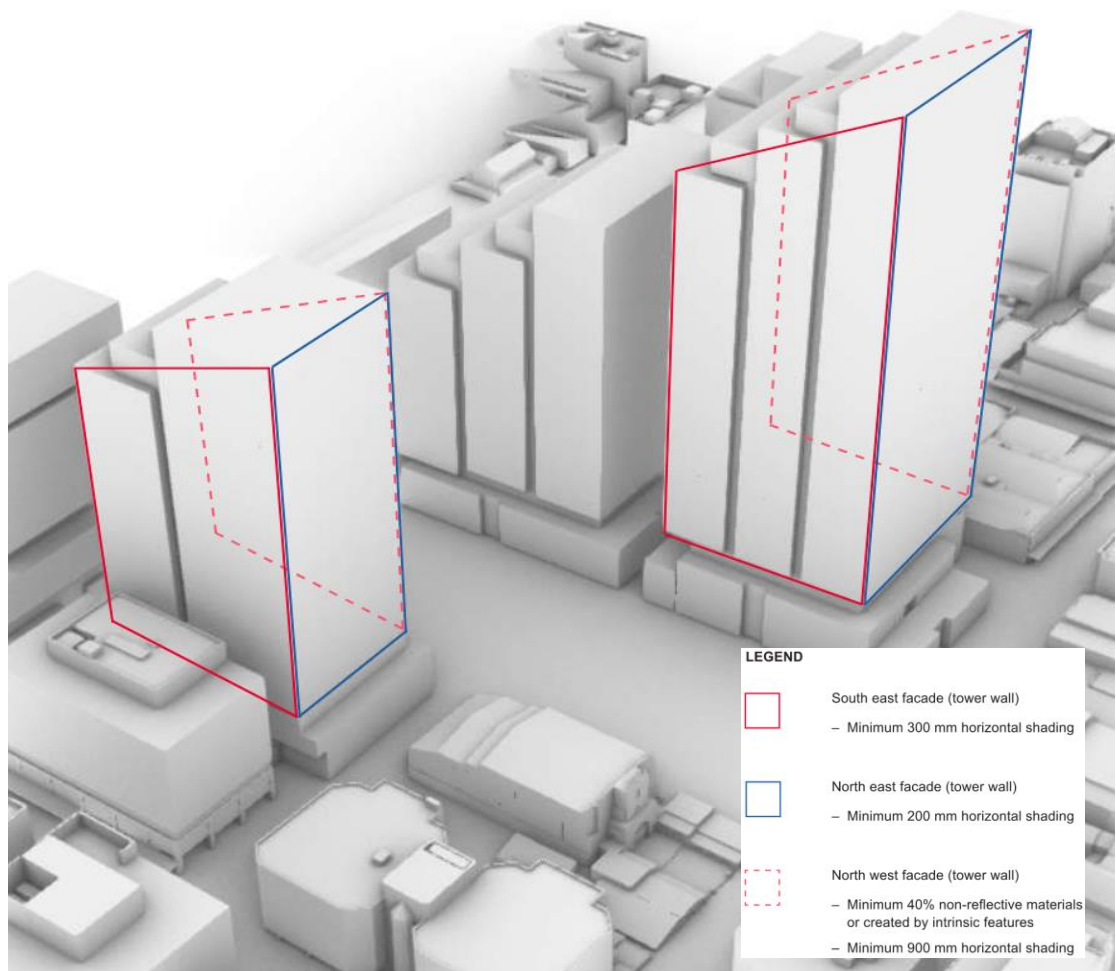 LEGEND
South east facade (tower wall)
– Minimum 300 mm horizontal shading
North east facade (tower wall)
– Minimum 200 mm horizontal shading
North west facade (tower wall)
– Minimum 40% non-reflective materials
or created by intrinsic features
– Minimum 900 mm horizontal shading